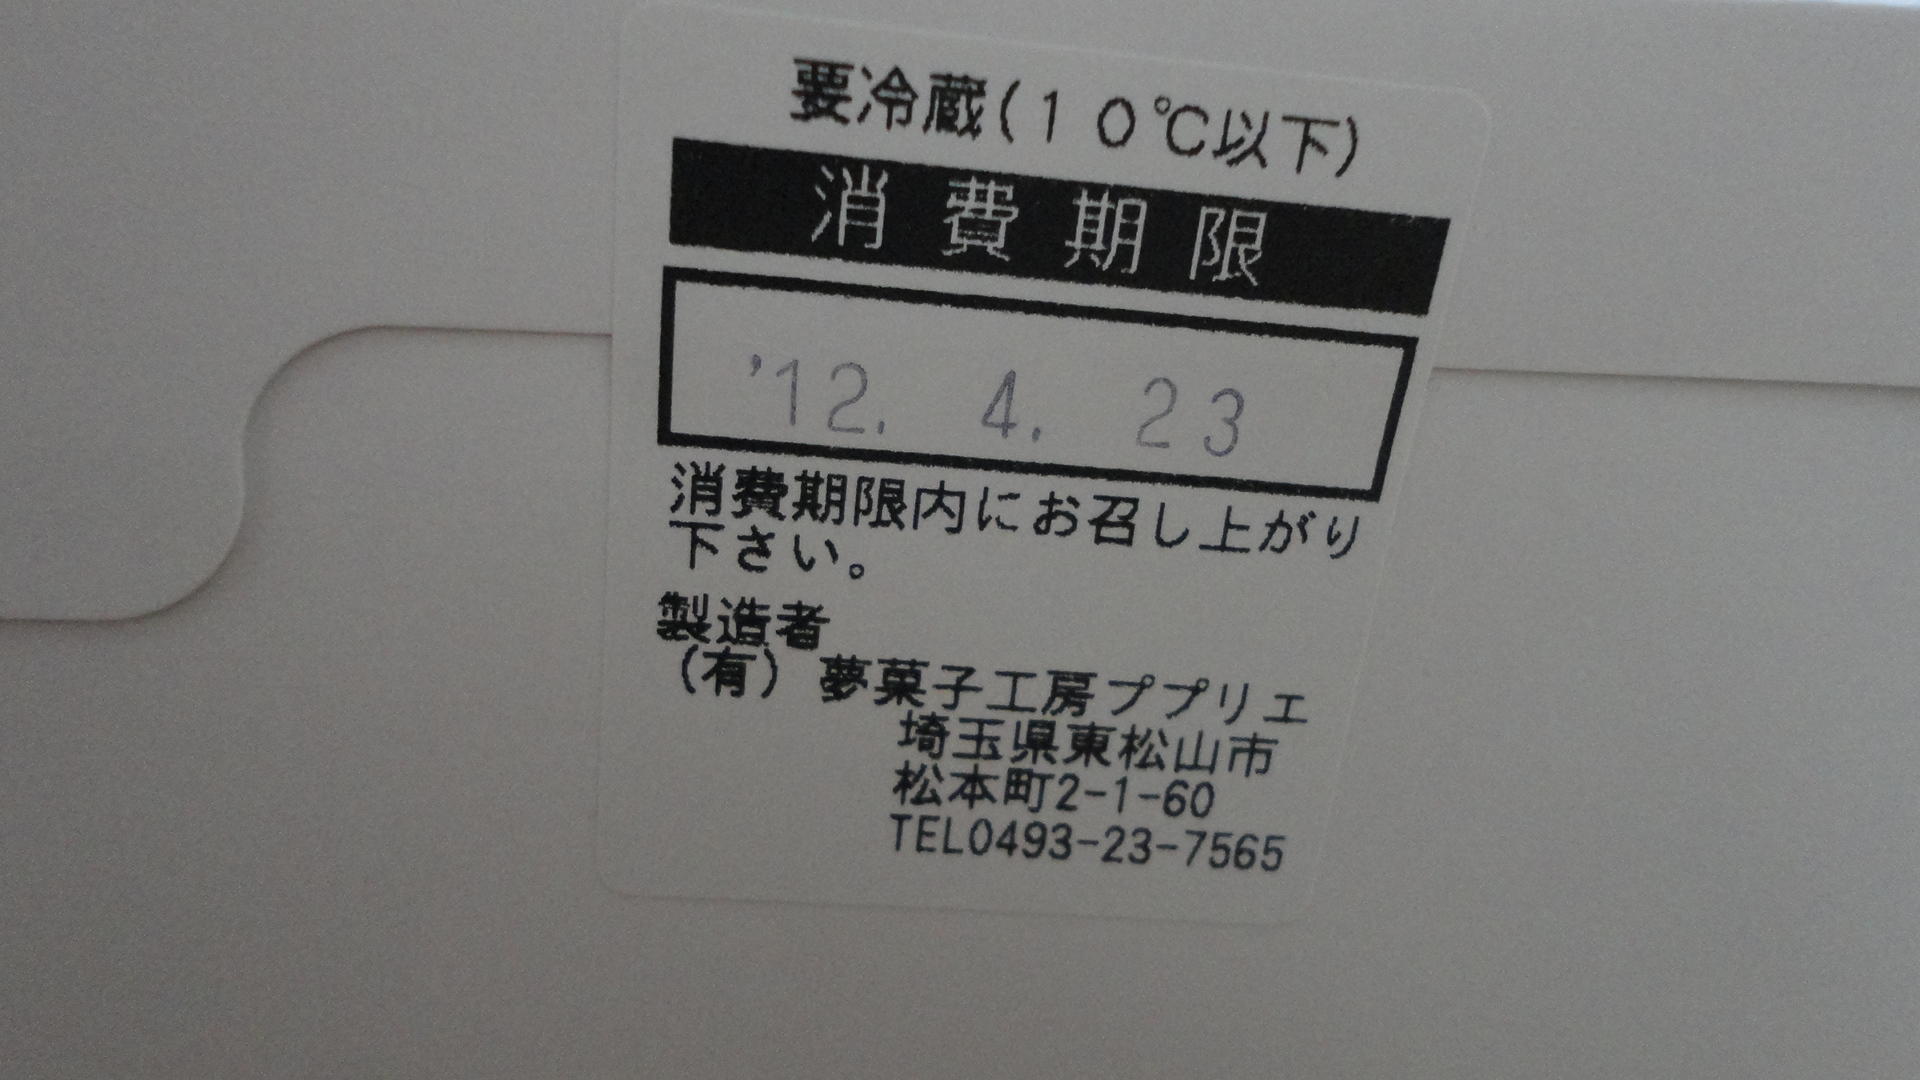 要冷蔵(10℃以下)
消費期限
'12. 4. 23
消費期限内にお召し上がり
下さい。
製造者
(有) 夢菓子工房ププリエ
埼玉県東松山市
松本町2-1-60
TEL0493-23-7565